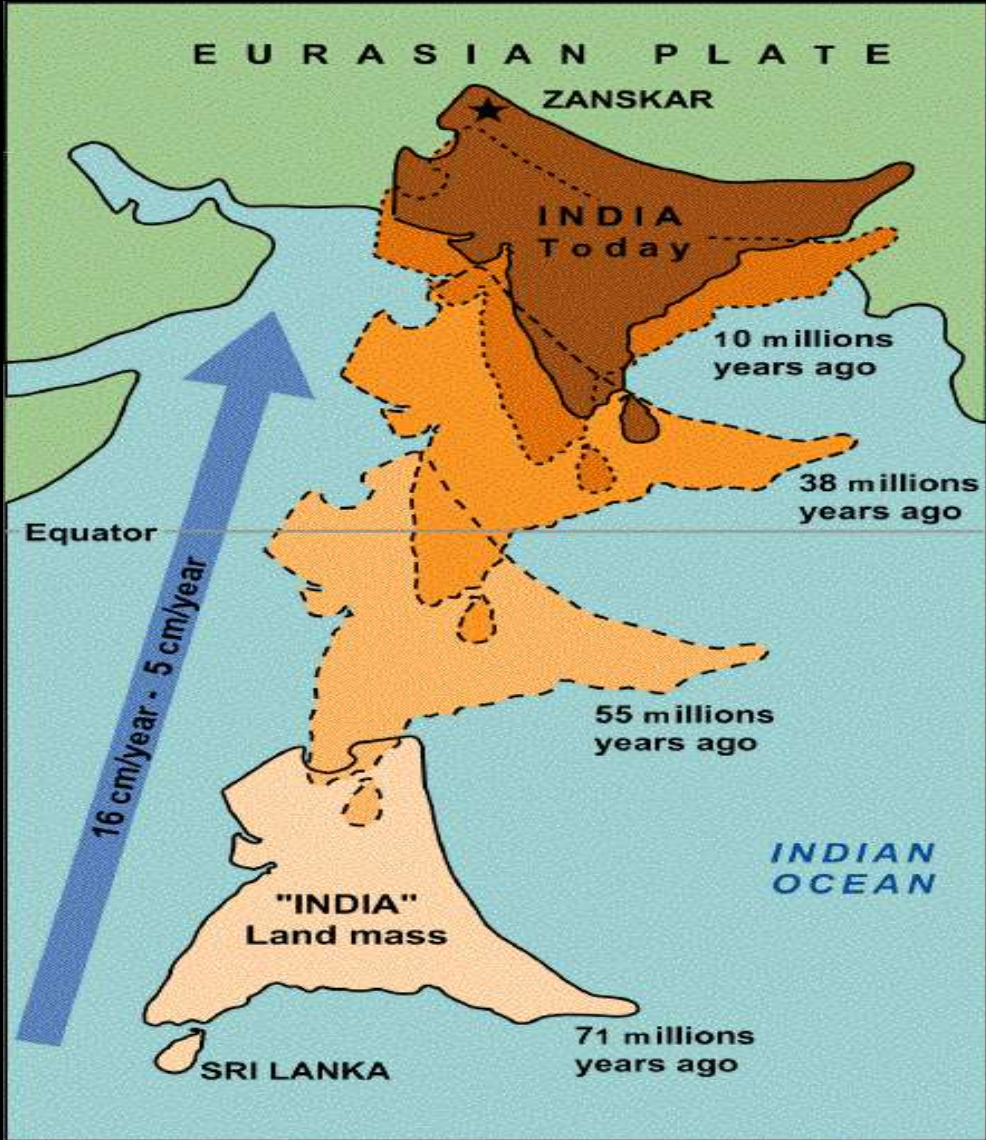 EURASIAN PLATE
ZANSKAR
INDIA
Today
10 millions
years ago
38 millions
years ago
Equator
16 cm/year - 5 cm/year
55 millions
years ago
INDIAN
OCEAN
"INDIA"
Land mass
71 millions
years ago
SRI LANKA